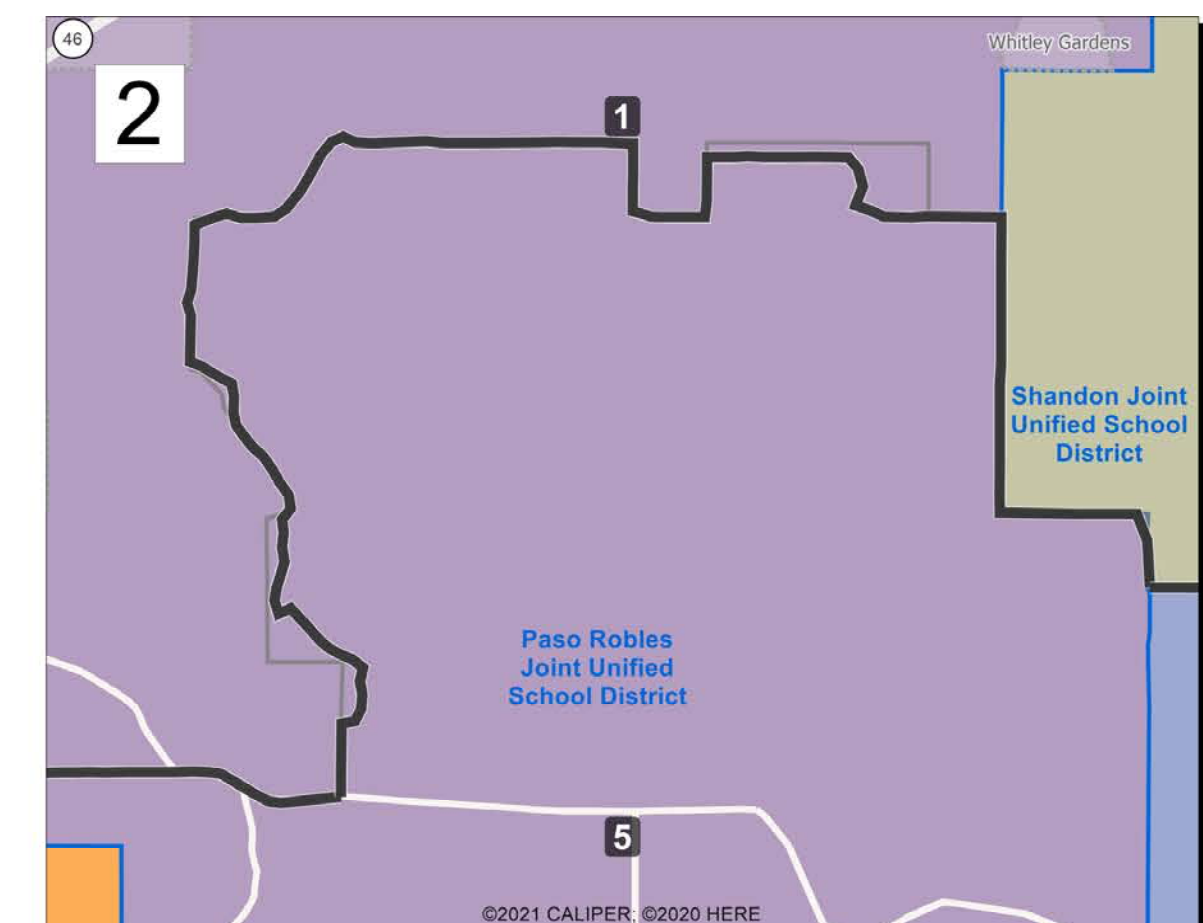 46
Whitley Gardens
2
1
Shandon Joint
Unified School
District
Paso Robles
Joint Unified
School District
5
©2021 CALIPER; ©2020 HERE